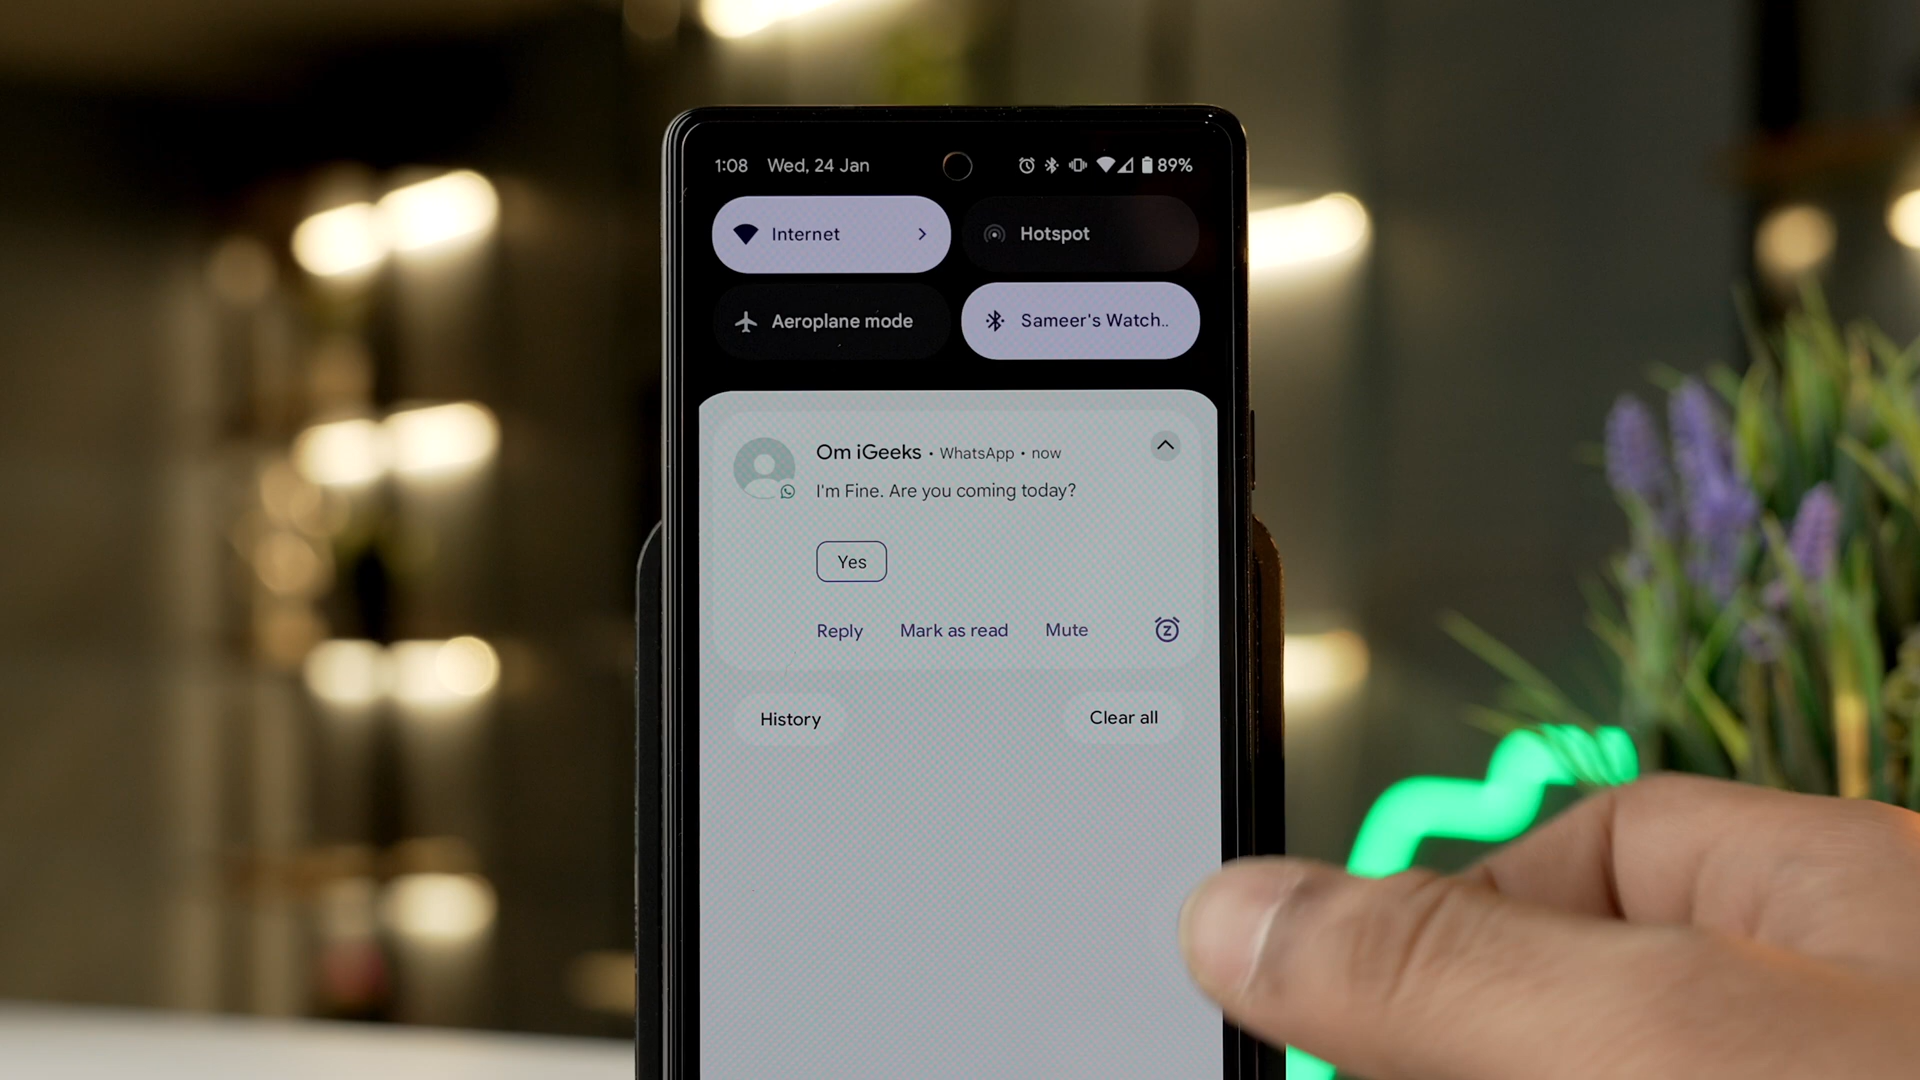 1:08 Wed, 24 Jan 89%
Internet Hotspot
Aeroplane mode Sameer's Watch..
Om iGeeks • WhatsApp • now
I'm Fine. Are you coming today?
Yes
Reply Mark as read Mute
History Clear all